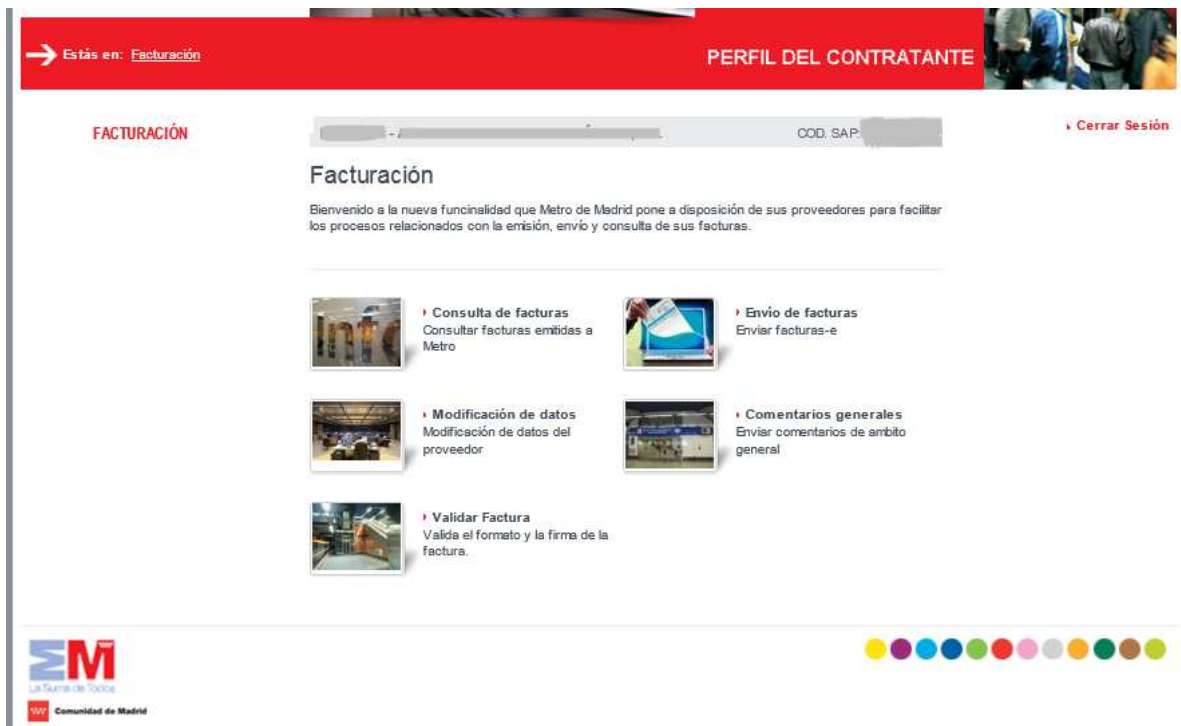 Estás en: Facturación
PERFIL DEL CONTRATANTE
FACTURACIÓN
COD. SAP:
Cerrar Sesión
Facturación
Bienvenido a la nueva funcinalidad que Metro de Madrid pone a disposición de sus proveedores para facilitar
los procesos relacionados con la emisión, envío y consulta de sus facturas.
Consulta de facturas
Consultar facturas emitidas a
Metro
Envío de facturas
Enviar facturas-e
Modificación de datos
Modificación de datos del
proveedor
Comentarios generales
Enviar comentarios de ambito
general
Validar Factura
Valida el formato y la firma de la
factura.
La Suma de Todos
Comunidad de Madrid